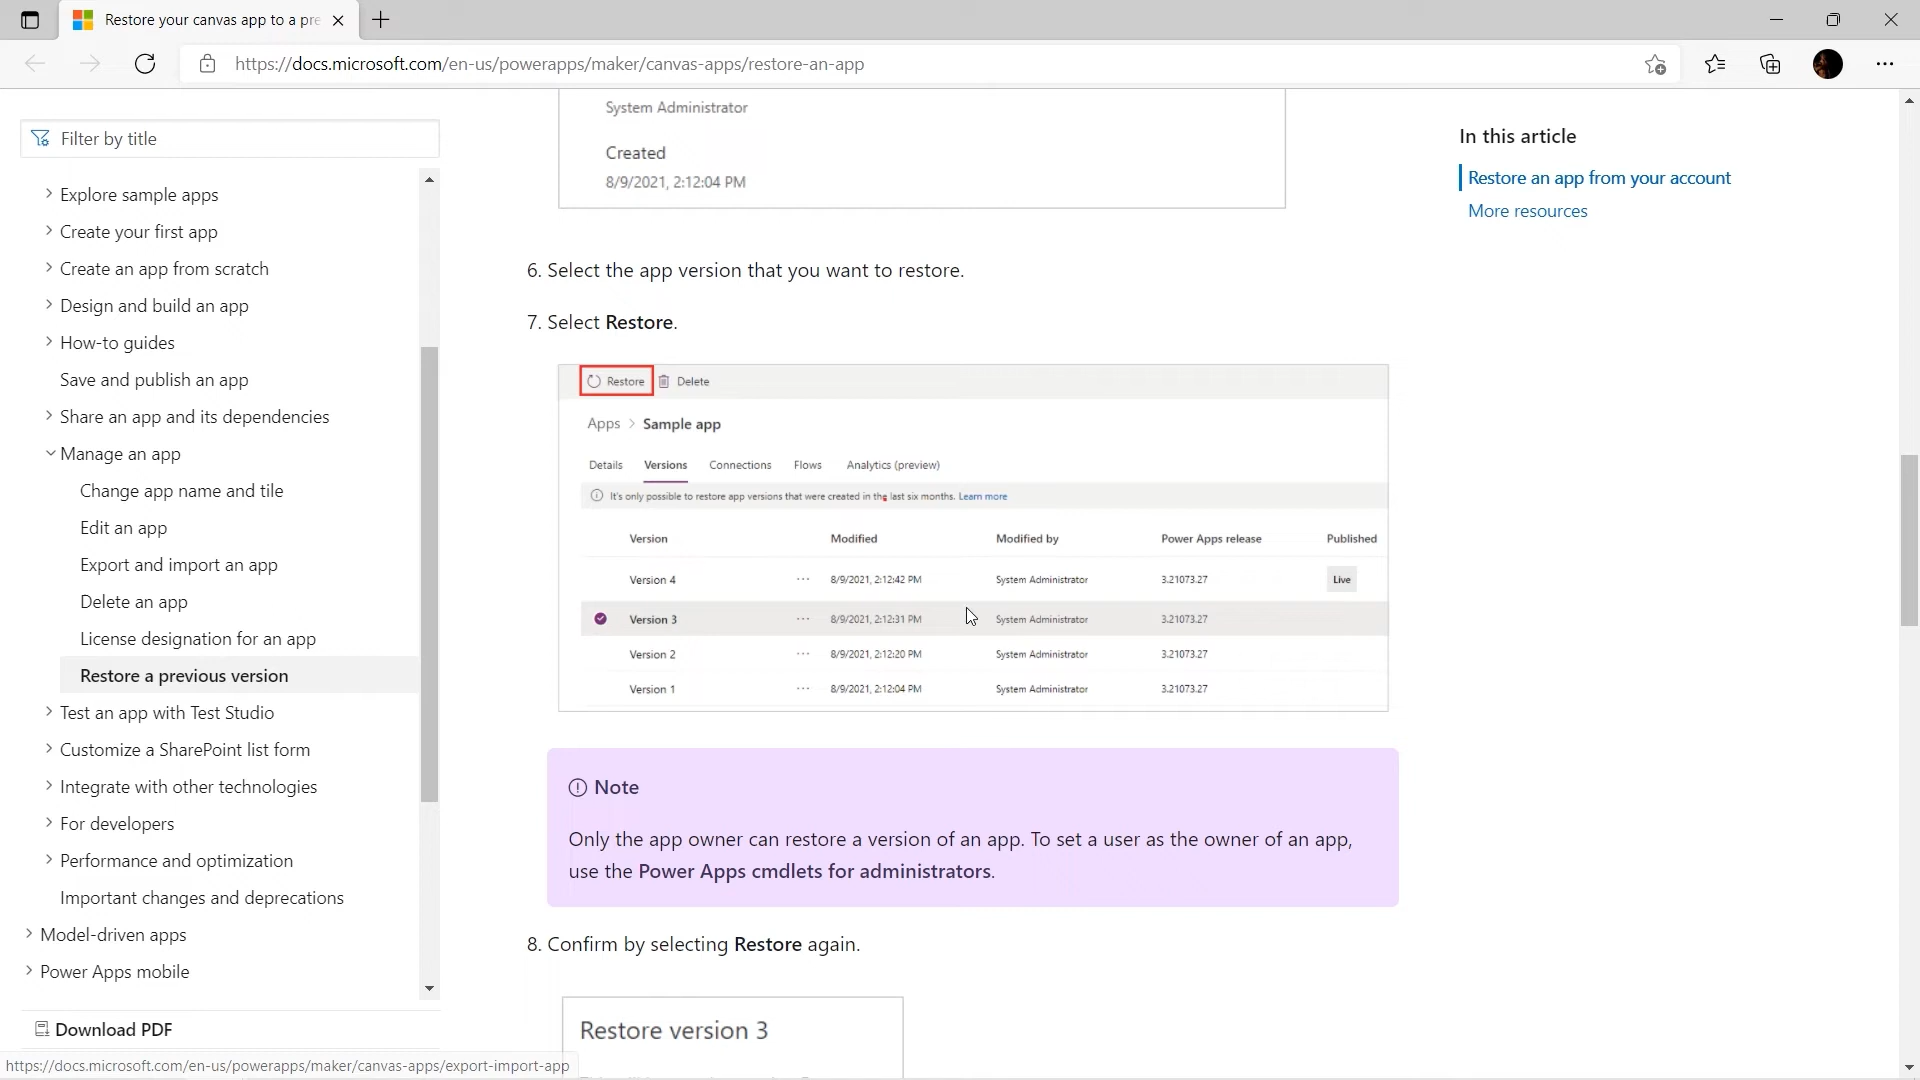 Restore your canvas app to a pre
https://docs.microsoft.com/en-us/powerapps/maker/canvas-apps/restore-an-app
Filter by title
Explore sample apps
Create your first app
Create an app from scratch
Design and build an app
How-to guides
Save and publish an app
Share an app and its dependencies
Manage an app
Change app name and tile
Edit an app
Export and import an app
Delete an app
License designation for an app
Restore a previous version
Test an app with Test Studio
Customize a SharePoint list form
Integrate with other technologies
For developers
Performance and optimization
Important changes and deprecations
Model-driven apps
Power Apps mobile
Download PDF
https://docs.microsoft.com/en-us/powerapps/maker/canvas-apps/export-import-app
System Administrator
Created
8/9/2021, 2:12:04 PM
6. Select the app version that you want to restore.
7. Select Restore.
Restore Delete
Apps > Sample app
Details Versions Connections Flows Analytics (preview)
It's only possible to restore app versions that were created in the last six months. Learn more
Version Modified Modified by Power Apps release Published
Version 4 ··· 8/9/2021, 2:12:42 PM System Administrator 3.21073.27 Live
Version 3 ··· 8/9/2021, 2:12:31 PM System Administrator 3.21073.27
Version 2 ··· 8/9/2021, 2:12:20 PM System Administrator 3.21073.27
Version 1 ··· 8/9/2021, 2:12:04 PM System Administrator 3.21073.27
Note
Only the app owner can restore a version of an app. To set a user as the owner of an app,
use the Power Apps cmdlets for administrators.
8. Confirm by selecting Restore again.
Restore version 3
In this article
Restore an app from your account
More resources